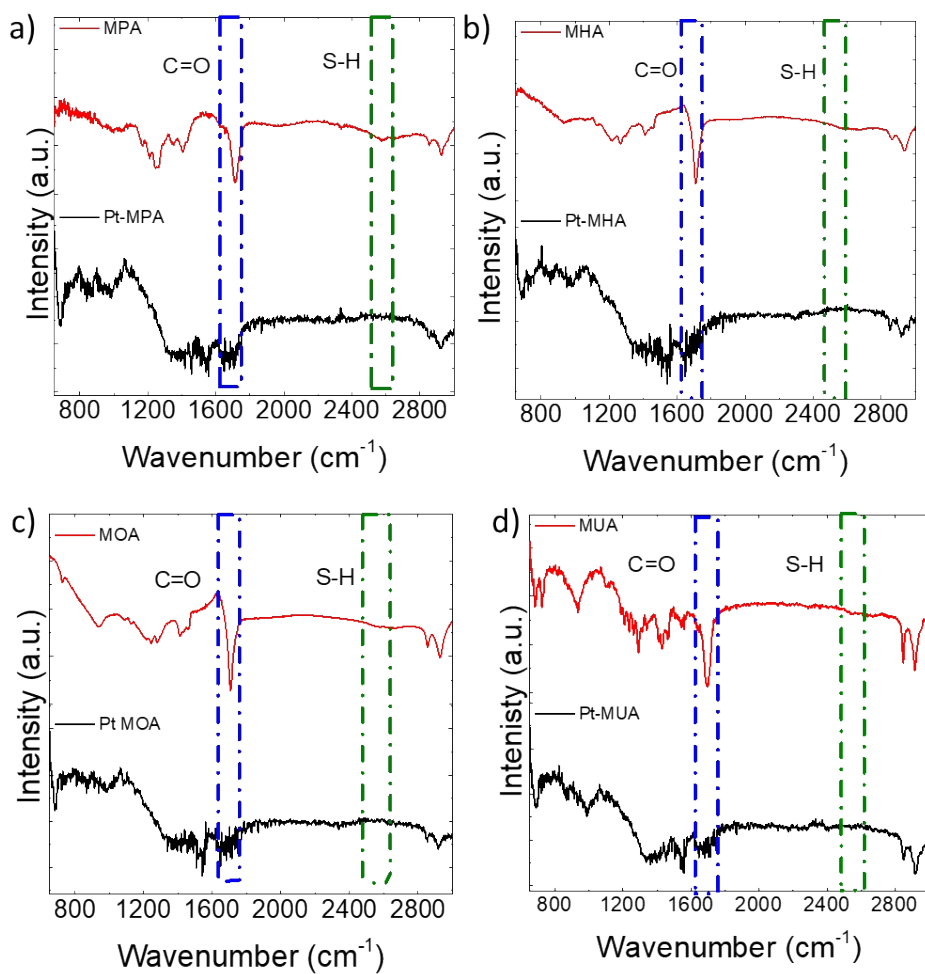 a)
MPA
C=O
S-H
Pt-MPA
Intensity (a.u.)
800 1200 1600 2000 2400 2800
Wavenumber (cm-1)
b)
MHA
C=O
S-H
Pt-MHA
Intensity (a.u.)
800 1200 1600 2000 2400 2800
Wavenumber (cm-1)
c)
MOA
C=O
S-H
Pt MOA
Intensity (a.u.)
800 1200 1600 2000 2400 2800
Wavenumber (cm-1)
d)
MUA
C=O
S-H
Pt-MUA
Intenisty (a.u.)
800 1200 1600 2000 2400 2800
Wavenumber (cm-1)